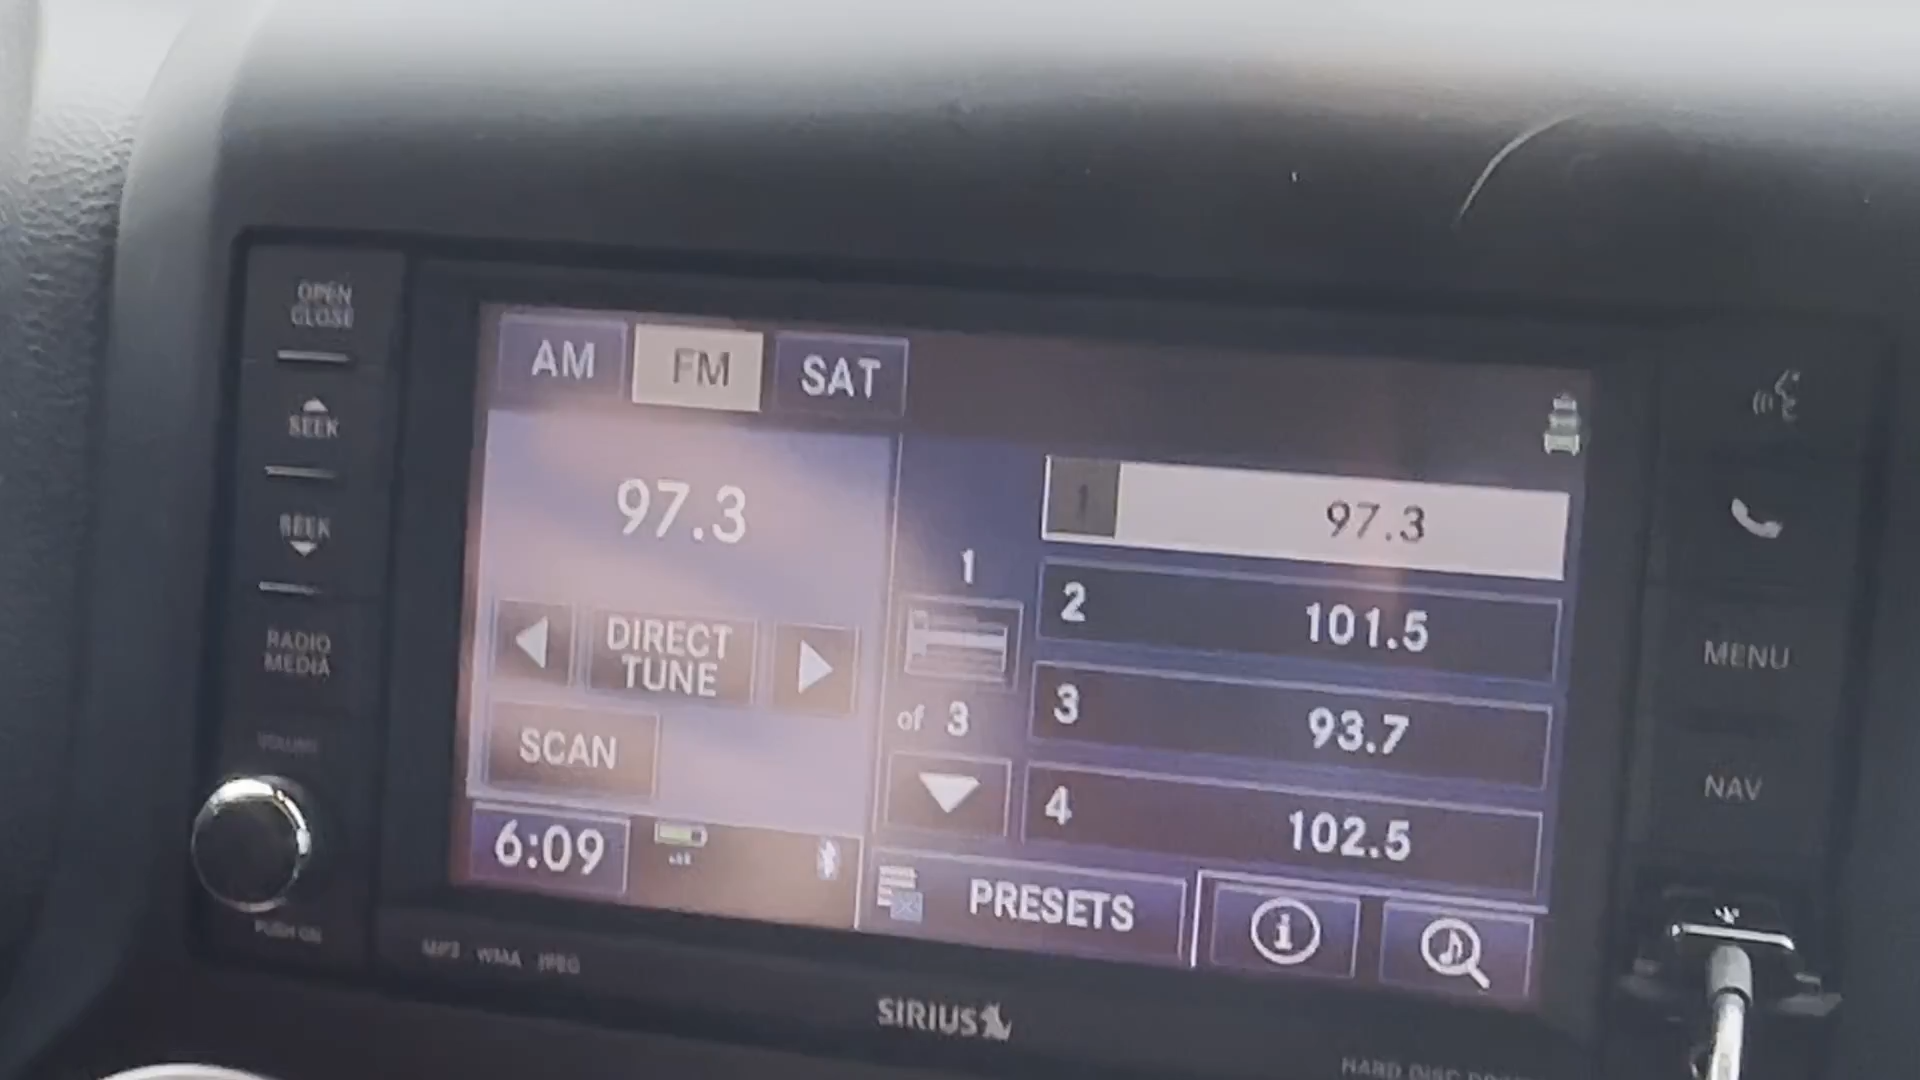 OPEN
CLOSE
SEEK
SEEK
RADIO
MEDIA
VOLUME
PUSH ON
AM FM SAT
97.3
DIRECT
TUNE
SCAN
6:09
1
of 3
1 97.3
2 101.5
3 93.7
4 102.5
PRESETS
i
MENU
NAV
MP3 WMA JPEG
SIRIUS
HARD DISC